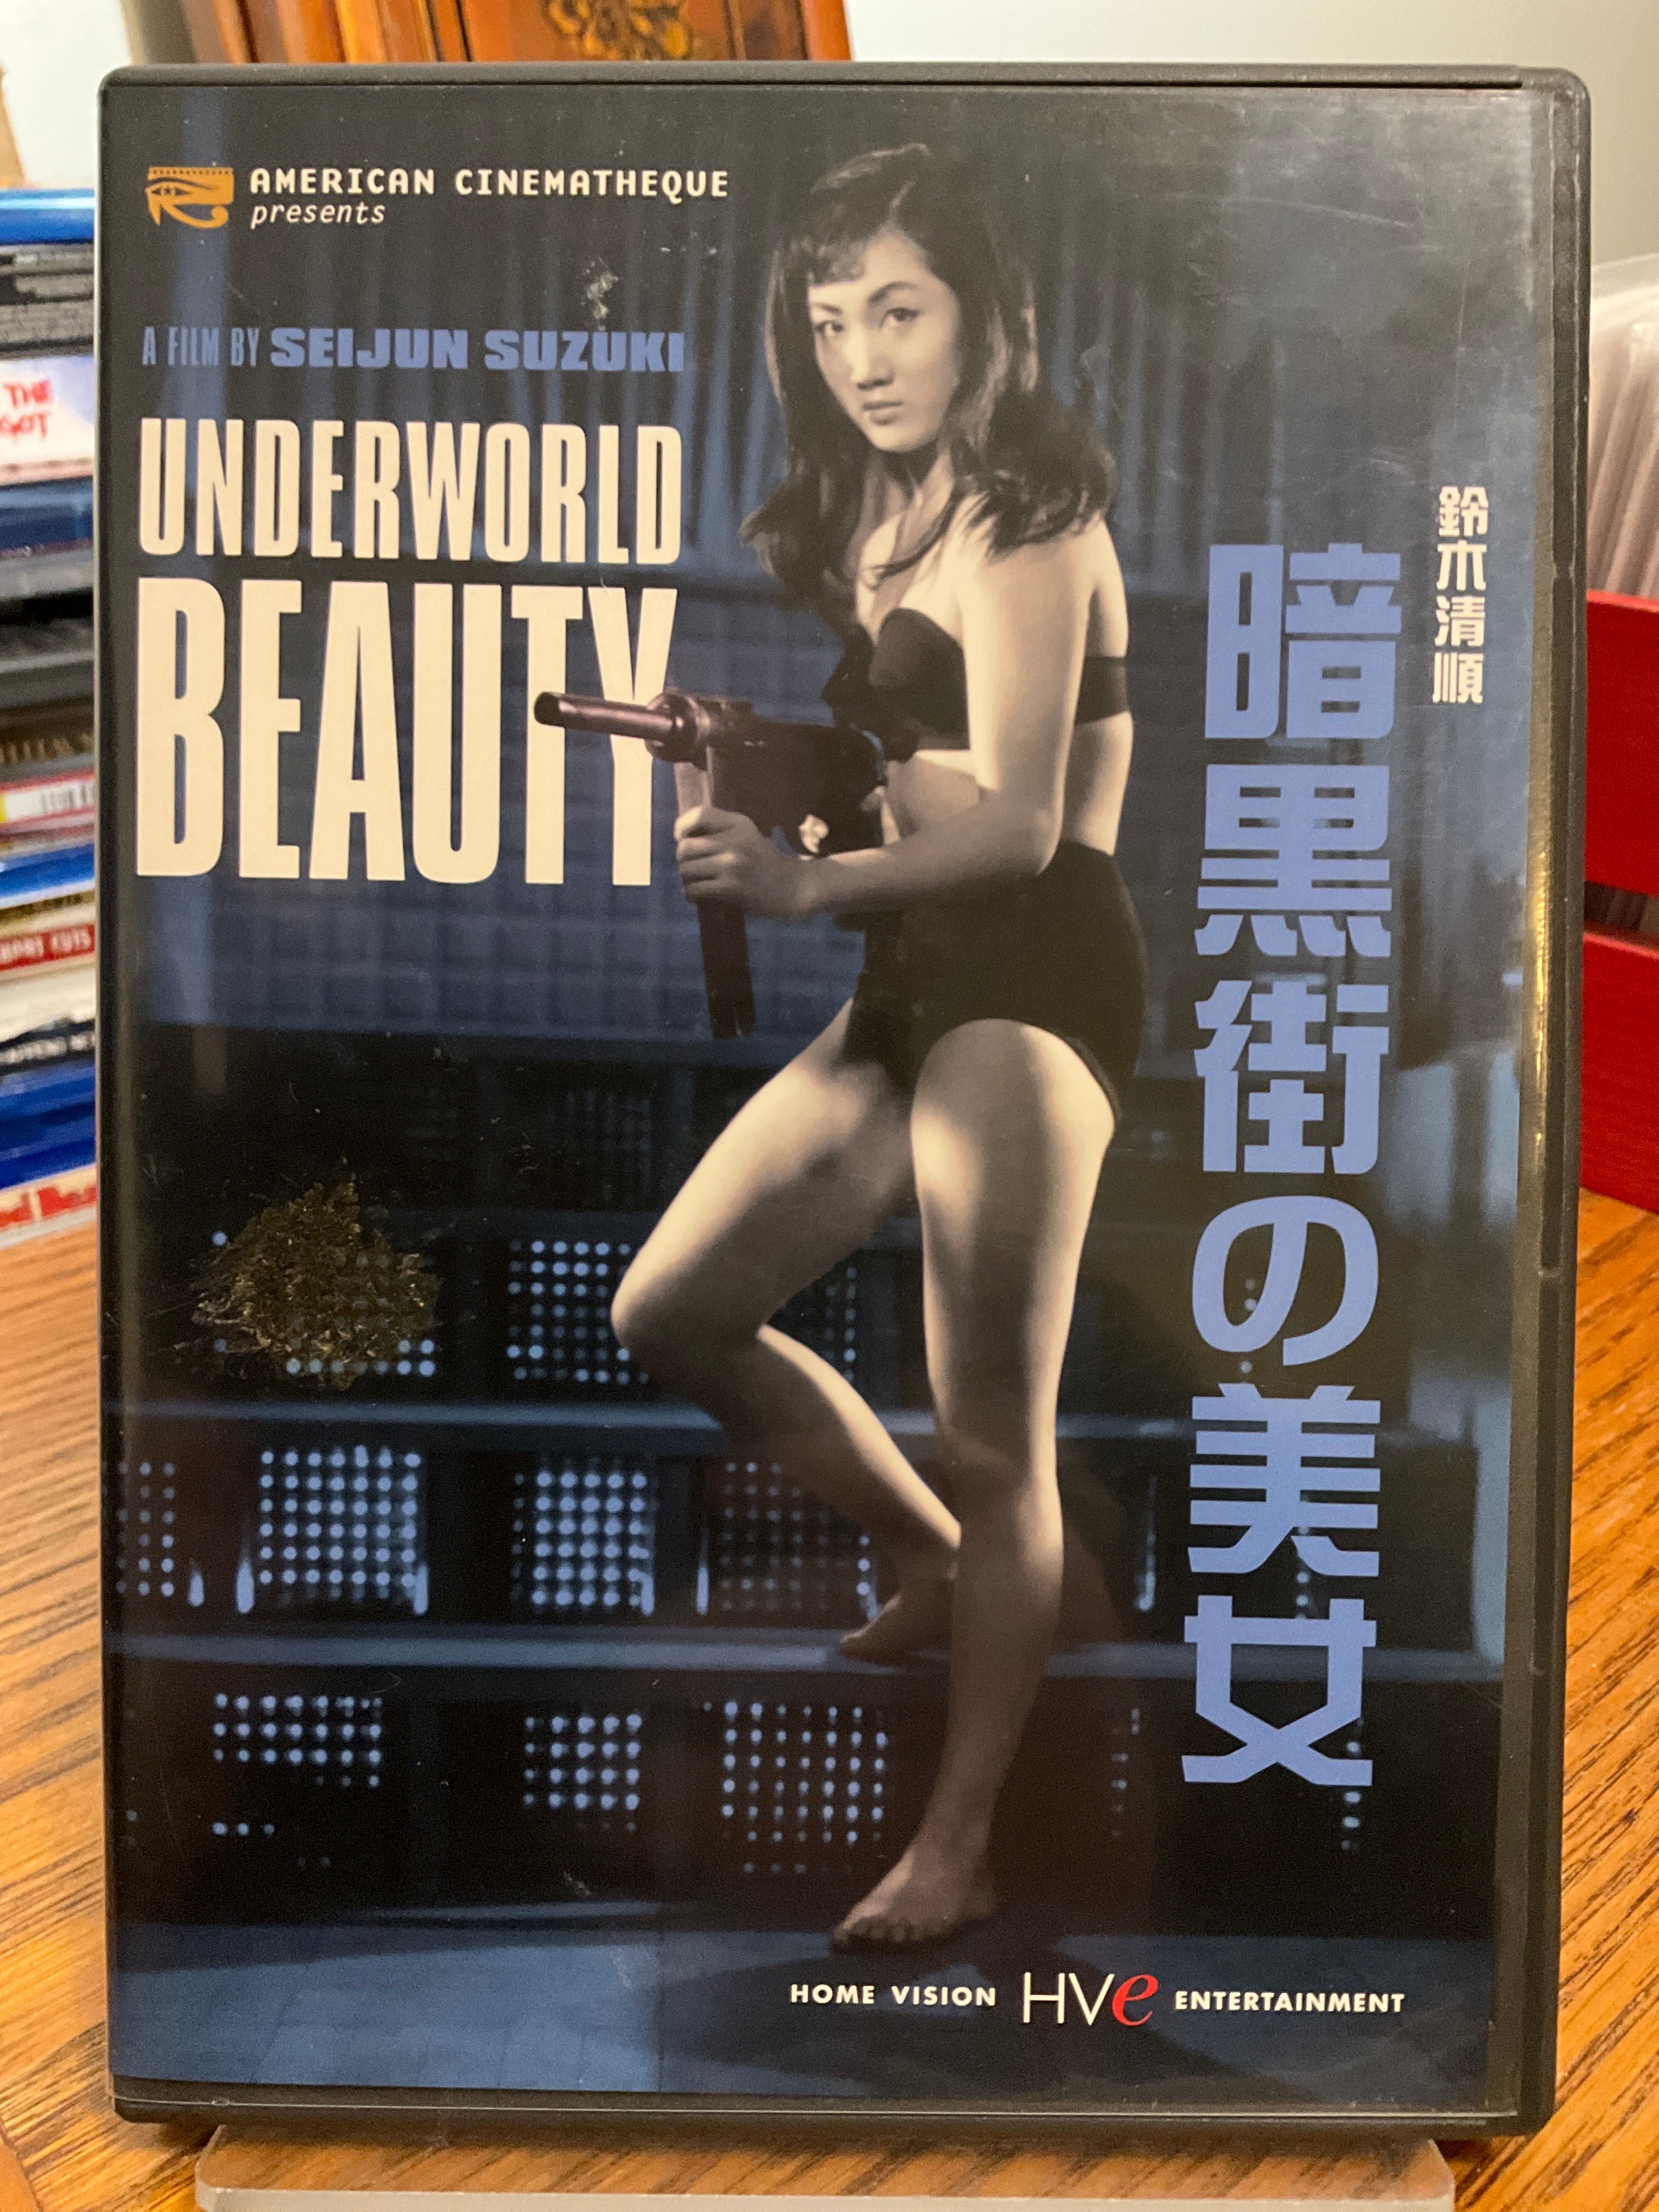 AMERICAN CINEMATHEQUE
presents
A FILM BY SEIJUN SUZUKI
UNDERWORLD
BEAUTY
鈴木清順
暗黒街の美女
HOME VISION HVe ENTERTAINMENT
THE